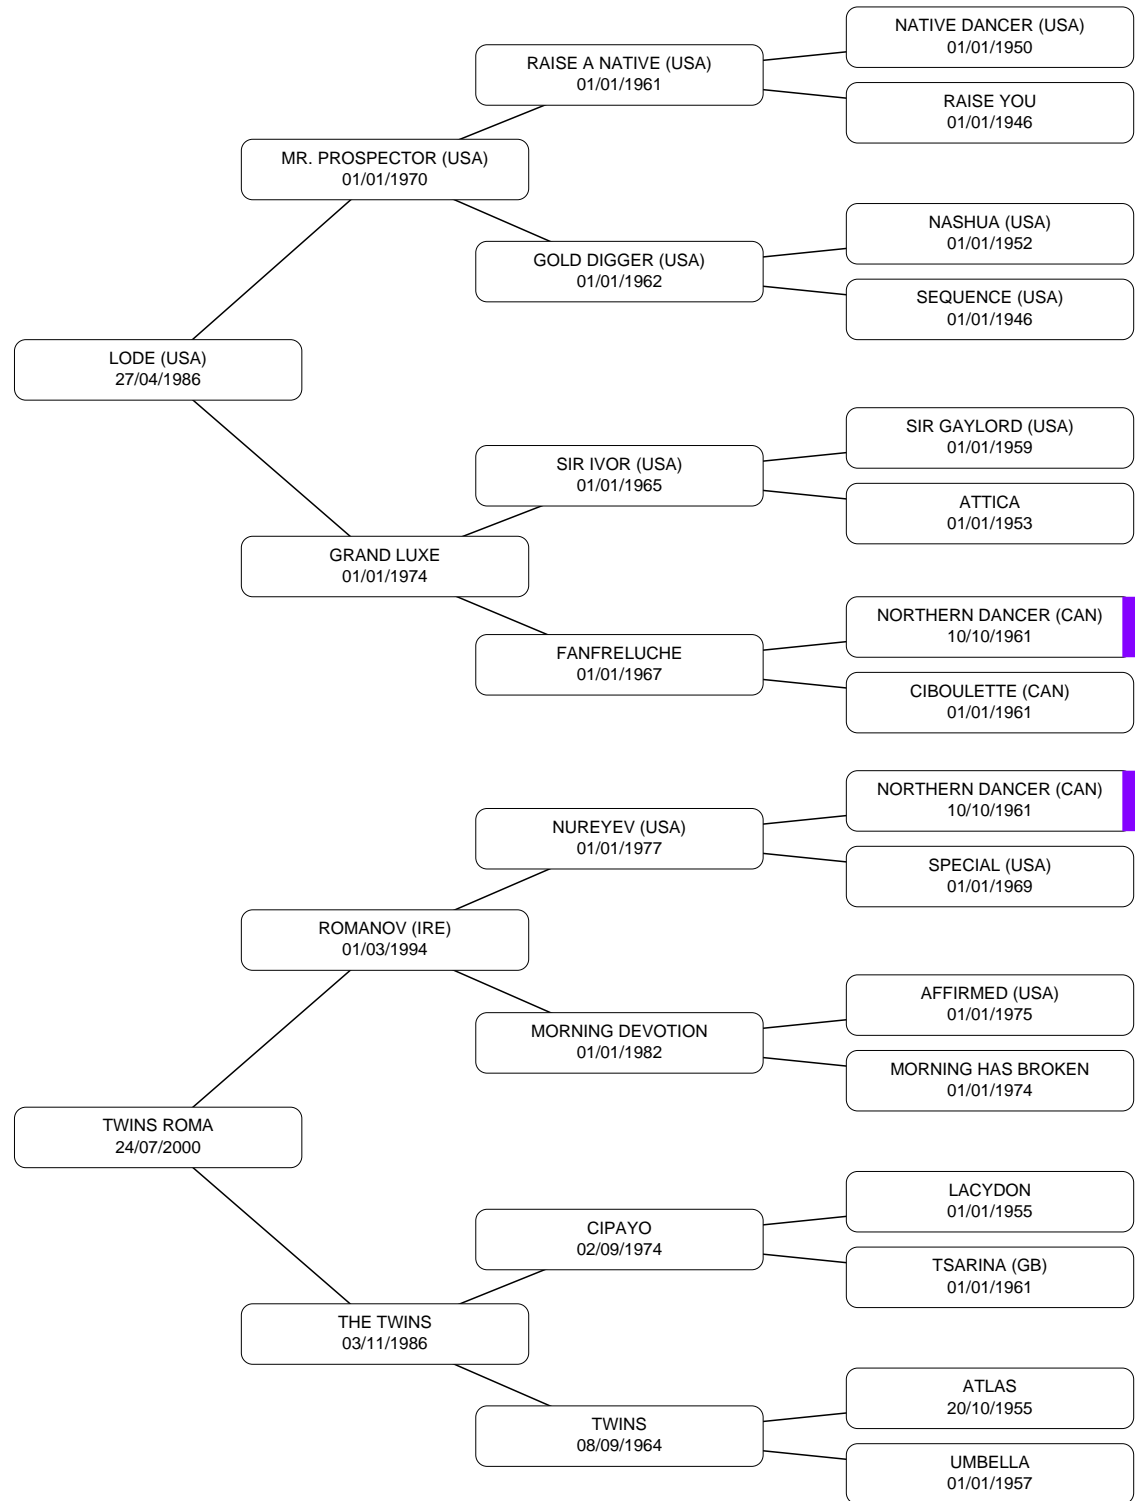 NATIVE DANCER (USA)
01/01/1950
RAISE A NATIVE (USA)
01/01/1961
RAISE YOU
01/01/1946
MR. PROSPECTOR (USA)
01/01/1970
NASHUA (USA)
01/01/1952
GOLD DIGGER (USA)
01/01/1962
SEQUENCE (USA)
01/01/1946
LODE (USA)
27/04/1986
SIR GAYLORD (USA)
01/01/1959
SIR IVOR (USA)
01/01/1965
ATTICA
01/01/1953
GRAND LUXE
01/01/1974
NORTHERN DANCER (CAN)
10/10/1961
FANFRELUCHE
01/01/1967
CIBOULETTE (CAN)
01/01/1961
NORTHERN DANCER (CAN)
10/10/1961
NUREYEV (USA)
01/01/1977
SPECIAL (USA)
01/01/1969
ROMANOV (IRE)
01/03/1994
AFFIRMED (USA)
01/01/1975
MORNING DEVOTION
01/01/1982
MORNING HAS BROKEN
01/01/1974
TWINS ROMA
24/07/2000
LACYDON
01/01/1955
CIPAYO
02/09/1974
TSARINA (GB)
01/01/1961
THE TWINS
03/11/1986
ATLAS
20/10/1955
TWINS
08/09/1964
UMBELLA
01/01/1957